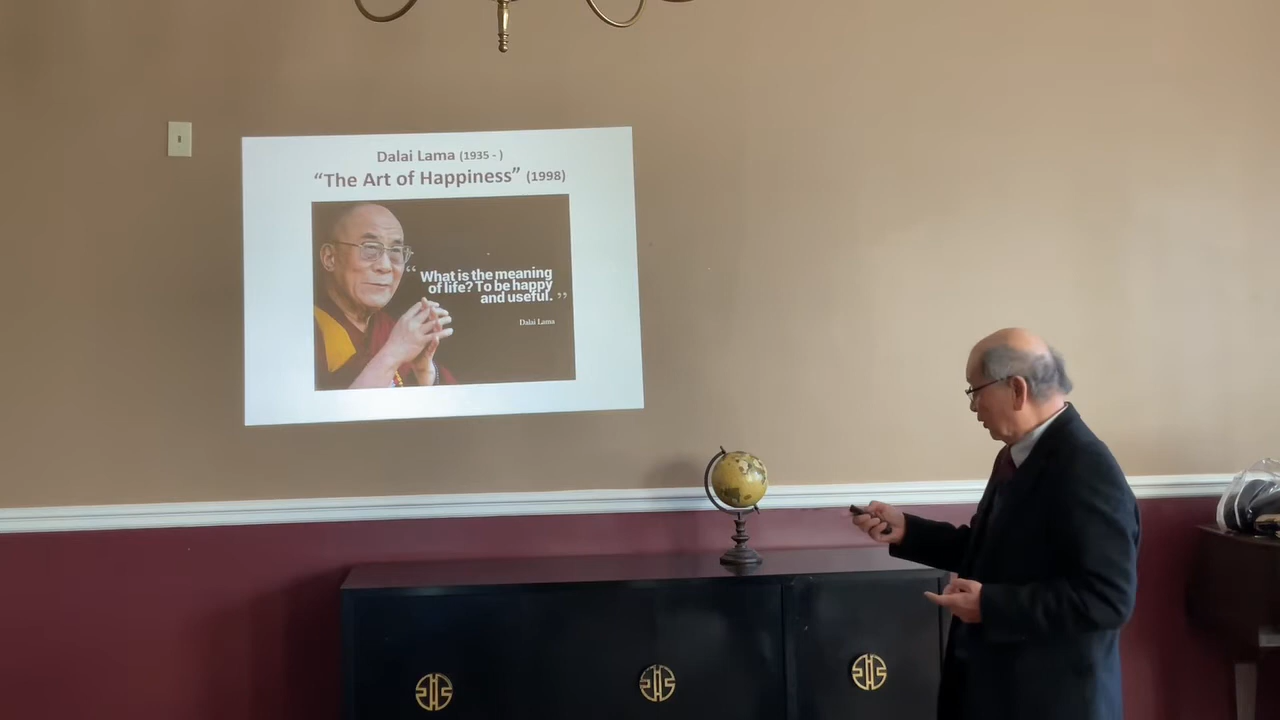 Dalai Lama (1935 - )
“The Art of Happiness” (1998)
“ What is the meaning
of life? To be happy
and useful. ”
Dalai Lama